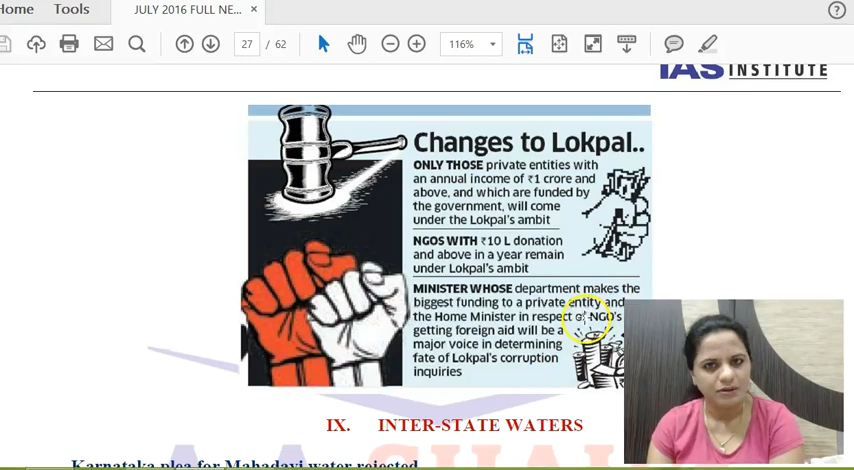 Home Tools JULY 2016 FULL NE... ×
27 / 62 116%
IAS INSTITUTE
Changes to Lokpal..
ONLY THOSE private entities with
an annual income of ₹1 crore and
above, and which are funded by
the government, will come
under the Lokpal's ambit
NGOS WITH ₹10 L donation
and above in a year remain
under Lokpal's ambit
MINISTER WHOSE department makes the
biggest funding to a private entity and
the Home Minister in respect of NGO's
getting foreign aid will be a
major voice in determining
fate of Lokpal's corruption
inquiries
IX. INTER-STATE WATERS
Karnataka plea for Mahadayi water rejected